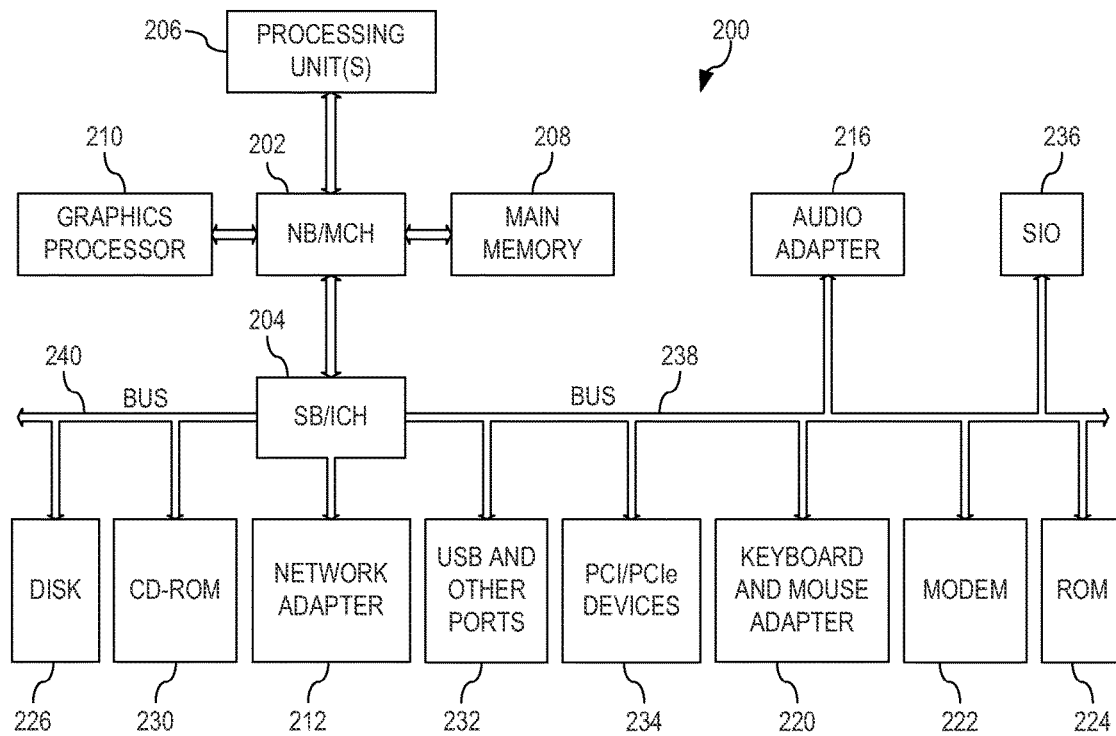 206
PROCESSING
UNIT(S)
200
210
202
208
216
236
GRAPHICS
PROCESSOR
NB/MCH
MAIN
MEMORY
AUDIO
ADAPTER
SIO
204
240
238
BUS
SB/ICH
BUS
DISK
CD-ROM
NETWORK
ADAPTER
USB AND
OTHER
PORTS
PCI/PCIe
DEVICES
KEYBOARD
AND MOUSE
ADAPTER
MODEM
ROM
226
230
212
232
234
220
222
224